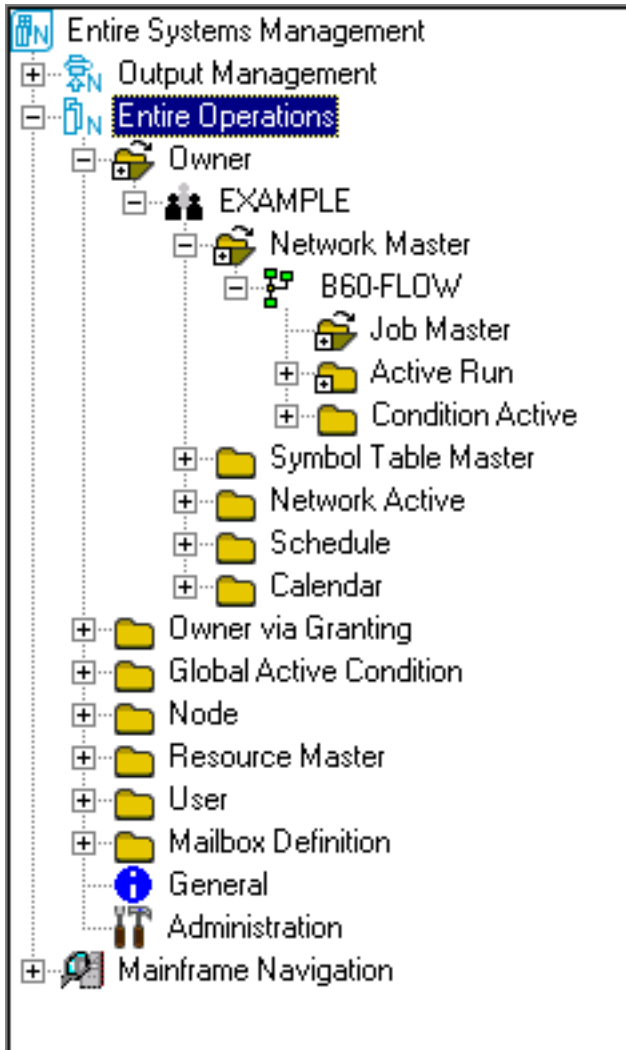 Entire Systems Management
Output Management
Entire Operations
Owner
EXAMPLE
Network Master
B60-FLOW
Job Master
Active Run
Condition Active
Symbol Table Master
Network Active
Schedule
Calendar
Owner via Granting
Global Active Condition
Node
Resource Master
User
Mailbox Definition
General
Administration
Mainframe Navigation